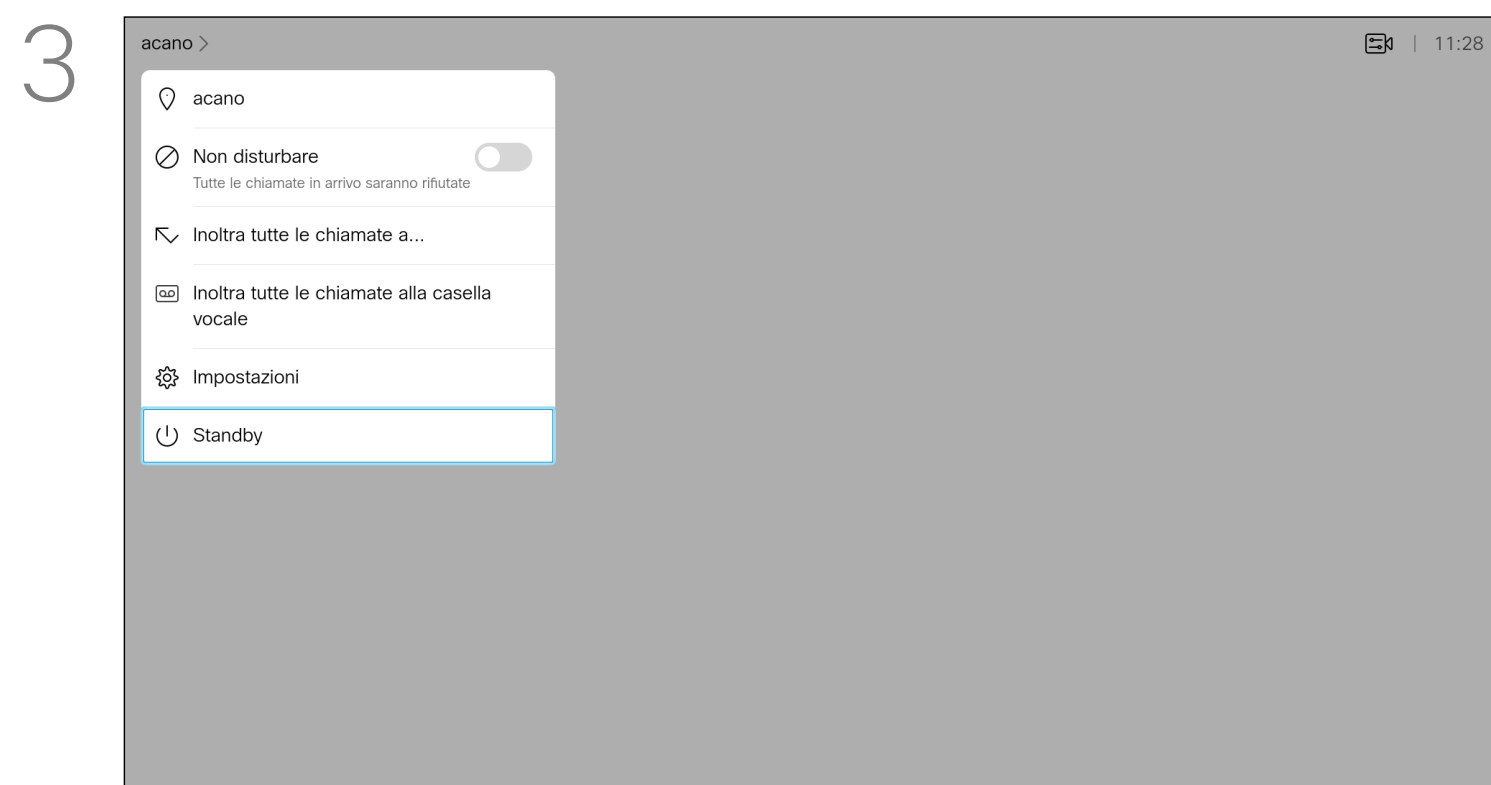 3
acano
11:28
acano
Non disturbare
Tutte le chiamate in arrivo saranno rifiutate
Inoltra tutte le chiamate a...
Inoltra tutte le chiamate alla casella
vocale
Impostazioni
Standby